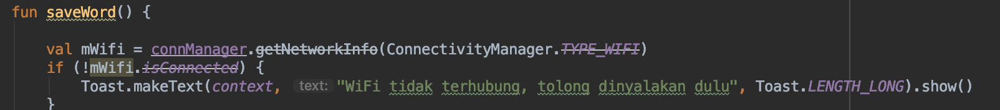 fun saveWord() {
val mWifi = connManager.getNetworkInfo(ConnectivityManager.TYPE_WIFI)
if (!mWifi.isConnected) {
Toast.makeText(context, text: "WiFi tidak terhubung, tolong dinyalakan dulu", Toast.LENGTH_LONG).show()
}